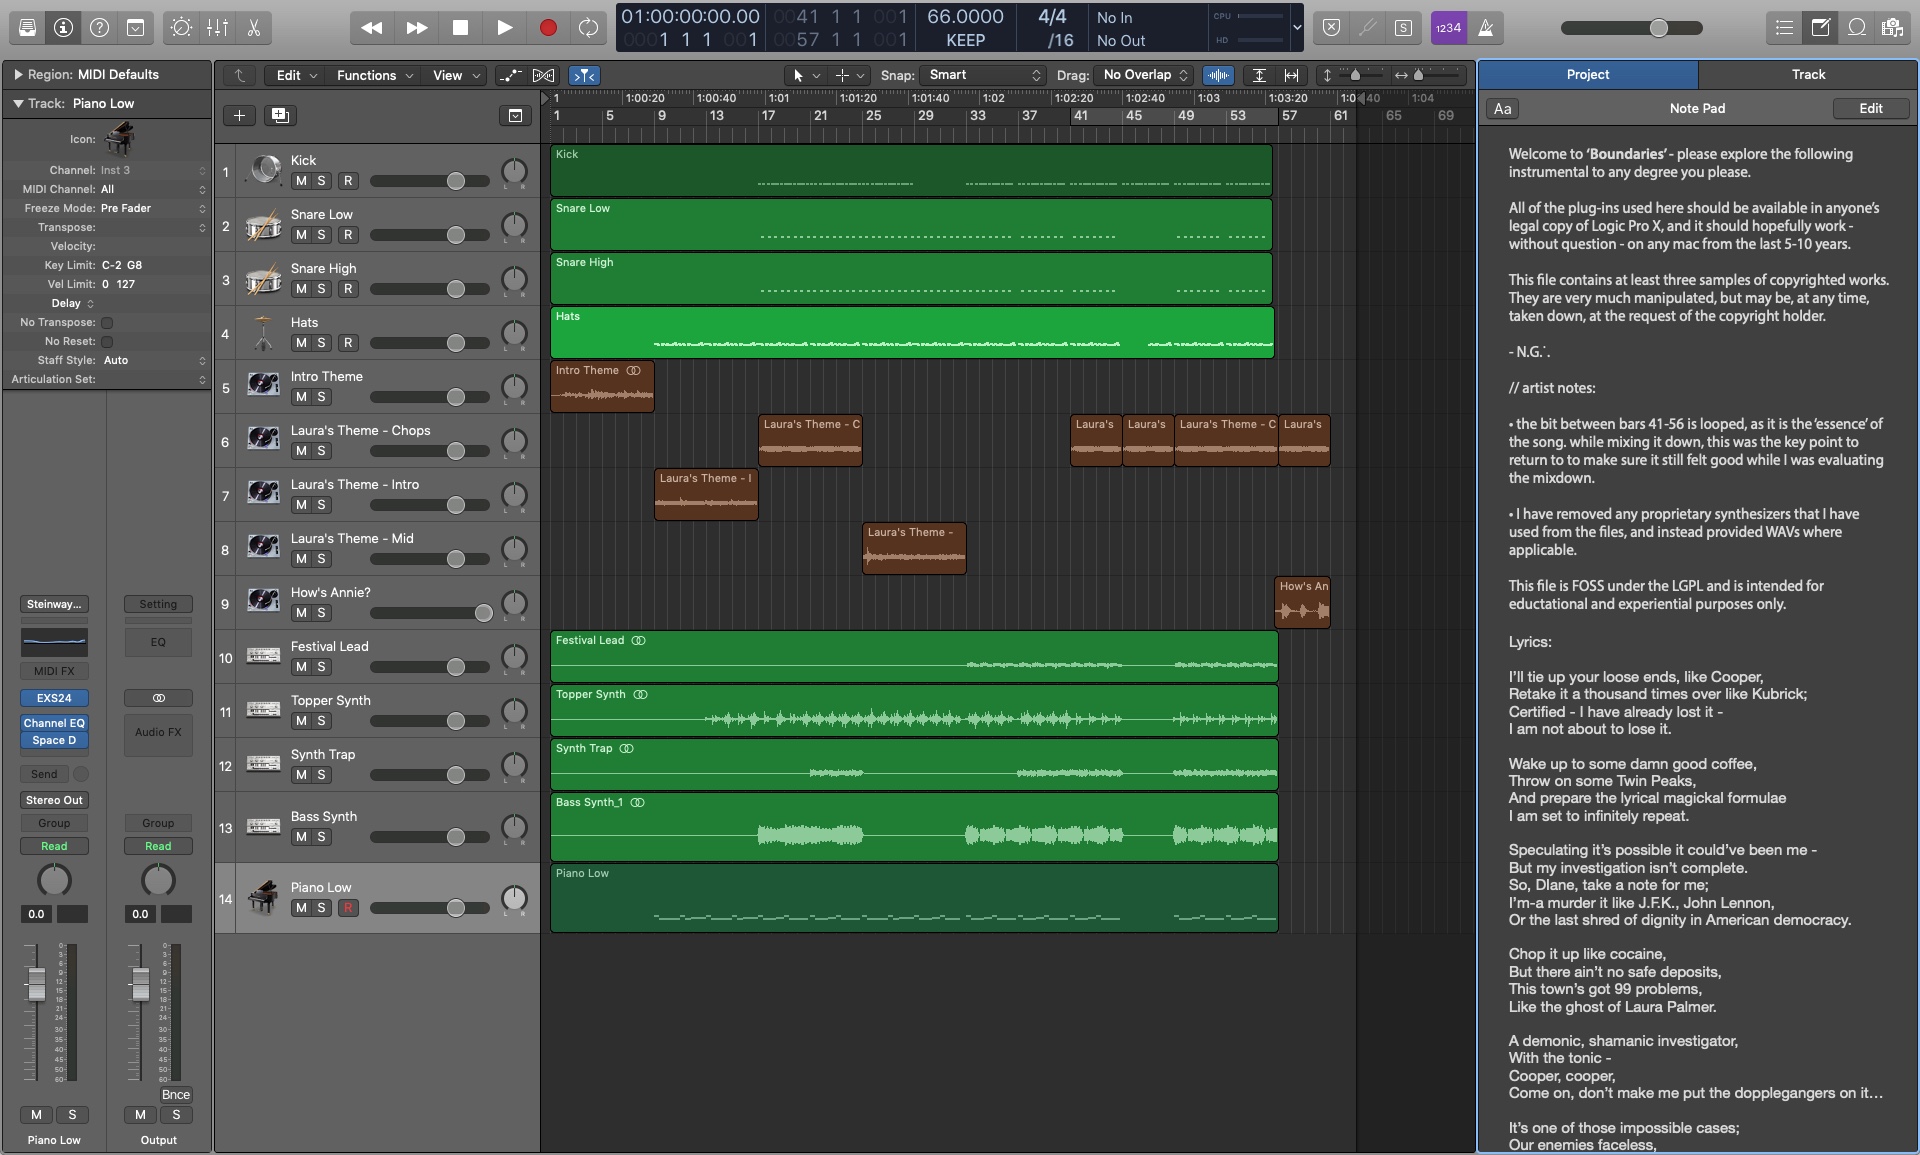 01:00:00:00.00 0041 1 1 001 66.0000 4/4 No In CPU
0001 1 1 001 0057 1 1 001 KEEP /16 No Out HD
1234
Region: MIDI Defaults
Track: Piano Low
Icon:
Channel: Inst 3
MIDI Channel: All
Freeze Mode: Pre Fader
Transpose:
Velocity:
Key Limit: C-2 G8
Vel Limit: 0 127
Delay
No Transpose:
No Reset:
Staff Style: Auto
Articulation Set:
Steinway... Setting
EQ
MIDI FX
EXS24
Channel EQ
Space D
Audio FX
Send
Stereo Out
Group Group
Read Read
0.0 0.0
Bnce
M S M S
Piano Low Output
Edit Functions View Snap: Smart Drag: No Overlap
1 1:00:20 1:00:40 1:01 1:01:20 1:01:40 1:02 1:02:20 1:02:40 1:03 1:03:20 1:04
1 5 9 13 17 21 25 29 33 37 41 45 49 53 57 61 65 69
1 Kick M S R
Kick
2 Snare Low M S R
Snare Low
3 Snare High M S R
Snare High
4 Hats M S R
Hats
5 Intro Theme M S
Intro Theme
6 Laura's Theme - Chops M S
Laura's Theme - C Laura's Laura's Laura's Theme - C Laura's
7 Laura's Theme - Intro M S
Laura's Theme - I
8 Laura's Theme - Mid M S
Laura's Theme -
9 How's Annie? M S
How's An
10 Festival Lead M S
Festival Lead
11 Topper Synth M S
Topper Synth
12 Synth Trap M S
Synth Trap
13 Bass Synth M S
Bass Synth_1
14 Piano Low M S R
Piano Low
Project Track
Aa Note Pad Edit
Welcome to ‘Boundaries’ - please explore the following
instrumental to any degree you please.
All of the plug-ins used here should be available in anyone’s
legal copy of Logic Pro X, and it should hopefully work -
without question - on any mac from the last 5-10 years.
This file contains at least three samples of copyrighted works.
They are very much manipulated, but may be, at any time,
taken down, at the request of the copyright holder.
- N.G.∵.
// artist notes:
• the bit between bars 41-56 is looped, as it is the ‘essence’ of
the song. while mixing it down, this was the key point to
return to to make sure it still felt good while I was evaluating
the mixdown.
• I have removed any proprietary synthesizers that I have
used from the files, and instead provided WAVs where
applicable.
This file is FOSS under the LGPL and is intended for
eductational and experiential purposes only.
Lyrics:
I’ll tie up your loose ends, like Cooper,
Retake it a thousand times over like Kubrick;
Certified - I have already lost it -
I am not about to lose it.
Wake up to some damn good coffee,
Throw on some Twin Peaks,
And prepare the lyrical magickal formulae
I am set to infinitely repeat.
Speculating it’s possible it could’ve been me -
But my investigation isn’t complete.
So, DIane, take a note for me;
I’m-a murder it like J.F.K., John Lennon,
Or the last shred of dignity in American democracy.
Chop it up like cocaine,
But there ain’t no safe deposits,
This town’s got 99 problems,
Like the ghost of Laura Palmer.
A demonic, shamanic investigator,
With the tonic -
Cooper, cooper,
Come on, don’t make me put the dopplegangers on it…
It’s one of those impossible cases;
Our enemies faceless,